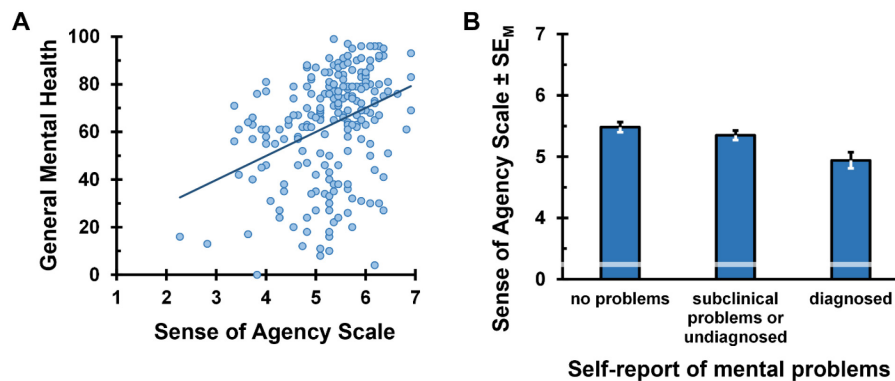 A
General Mental Health
100
80
60
40
20
0
1 2 3 4 5 6 7
Sense of Agency Scale
B
Sense of Agency Scale ± SEM
7
6
5
4
0
no problems
subclinical
problems or
undiagnosed
diagnosed
Self-report of mental problems